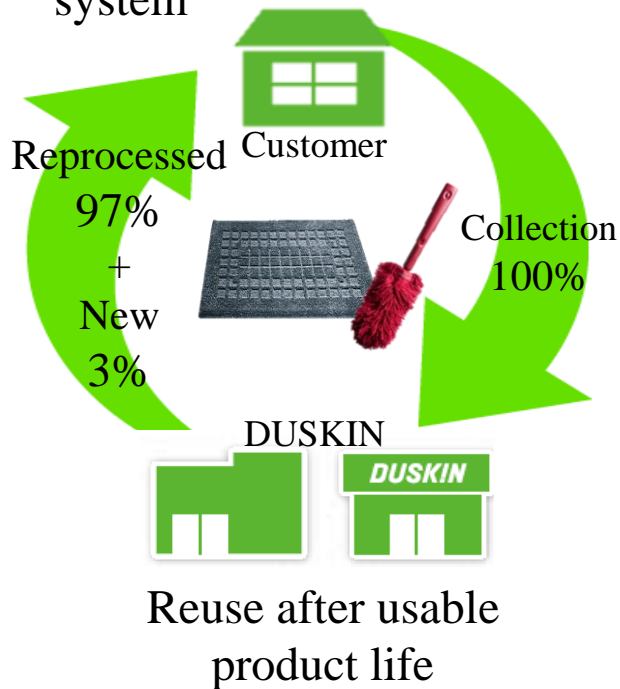 system
Customer
Reprocessed
97%
+
New
3%
Collection
100%
DUSKIN
DUSKIN
Reuse after usable
product life